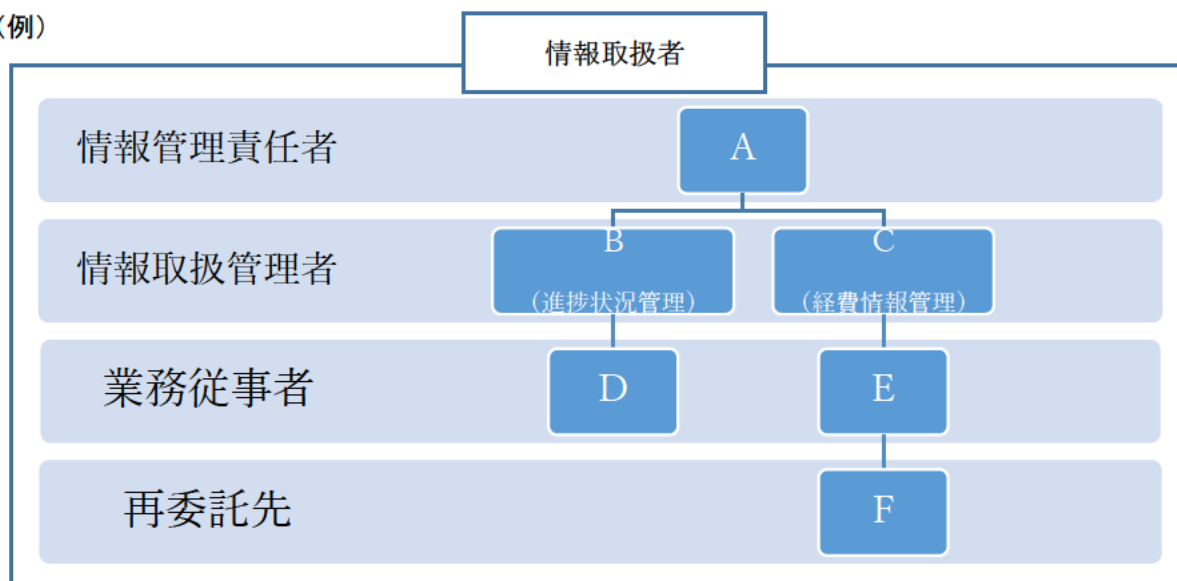 （例）
情報取扱者
情報管理責任者
A
情報取扱管理者
B
（進捗状況管理）
C
（経費情報管理）
業務従事者
D
E
再委託先
F